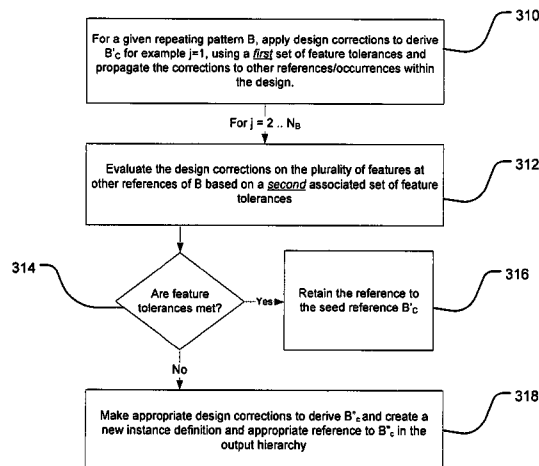 310
For a given repeating pattern B, apply design corrections to derive
B'c for example j=1, using a first set of feature tolerances and
propagate the corrections to other references/occurrences within
the design.
For j = 2 .. NB
312
Evaluate the design corrections on the plurality of features at
other references of B based on a second associated set of feature
tolerances
314
Are feature
tolerances met?
Yes
316
Retain the reference to
the seed reference B'c
No
318
Make appropriate design corrections to derive B"c and create a
new instance definition and appropriate reference to B"c in the
output hierarchy